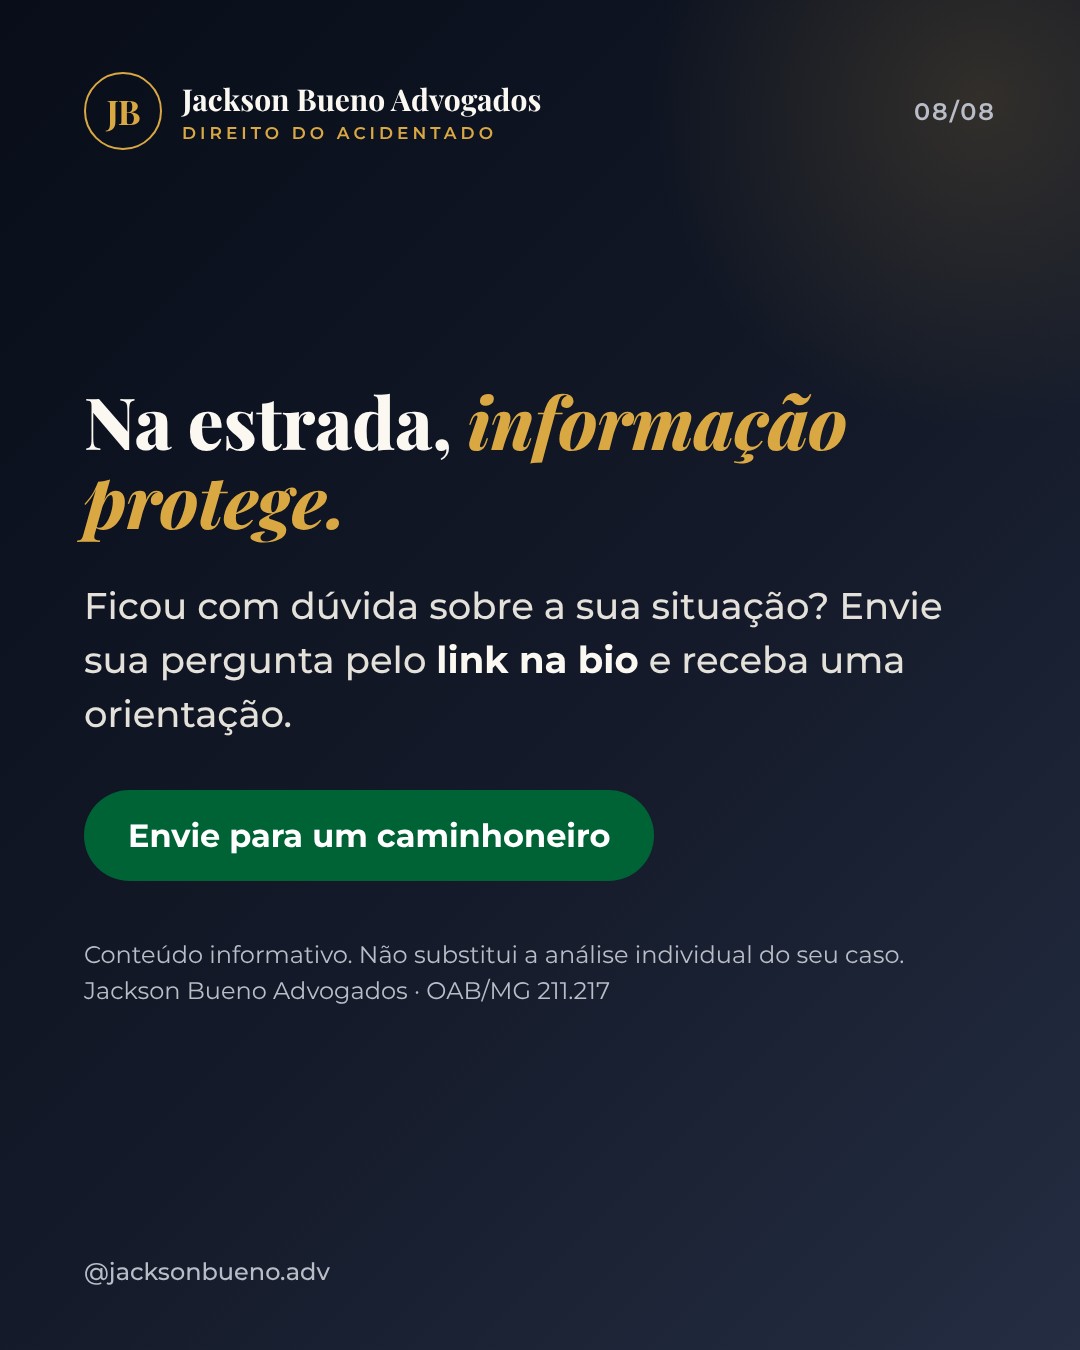 JB
Jackson Bueno Advogados
DIREITO DO ACIDENTADO
08/08
Na estrada, informação
protege.
Ficou com dúvida sobre a sua situação? Envie
sua pergunta pelo link na bio e receba uma
orientação.
Envie para um caminhoneiro
Conteúdo informativo. Não substitui a análise individual do seu caso.
Jackson Bueno Advogados · OAB/MG 211.217
@jacksonbueno.adv